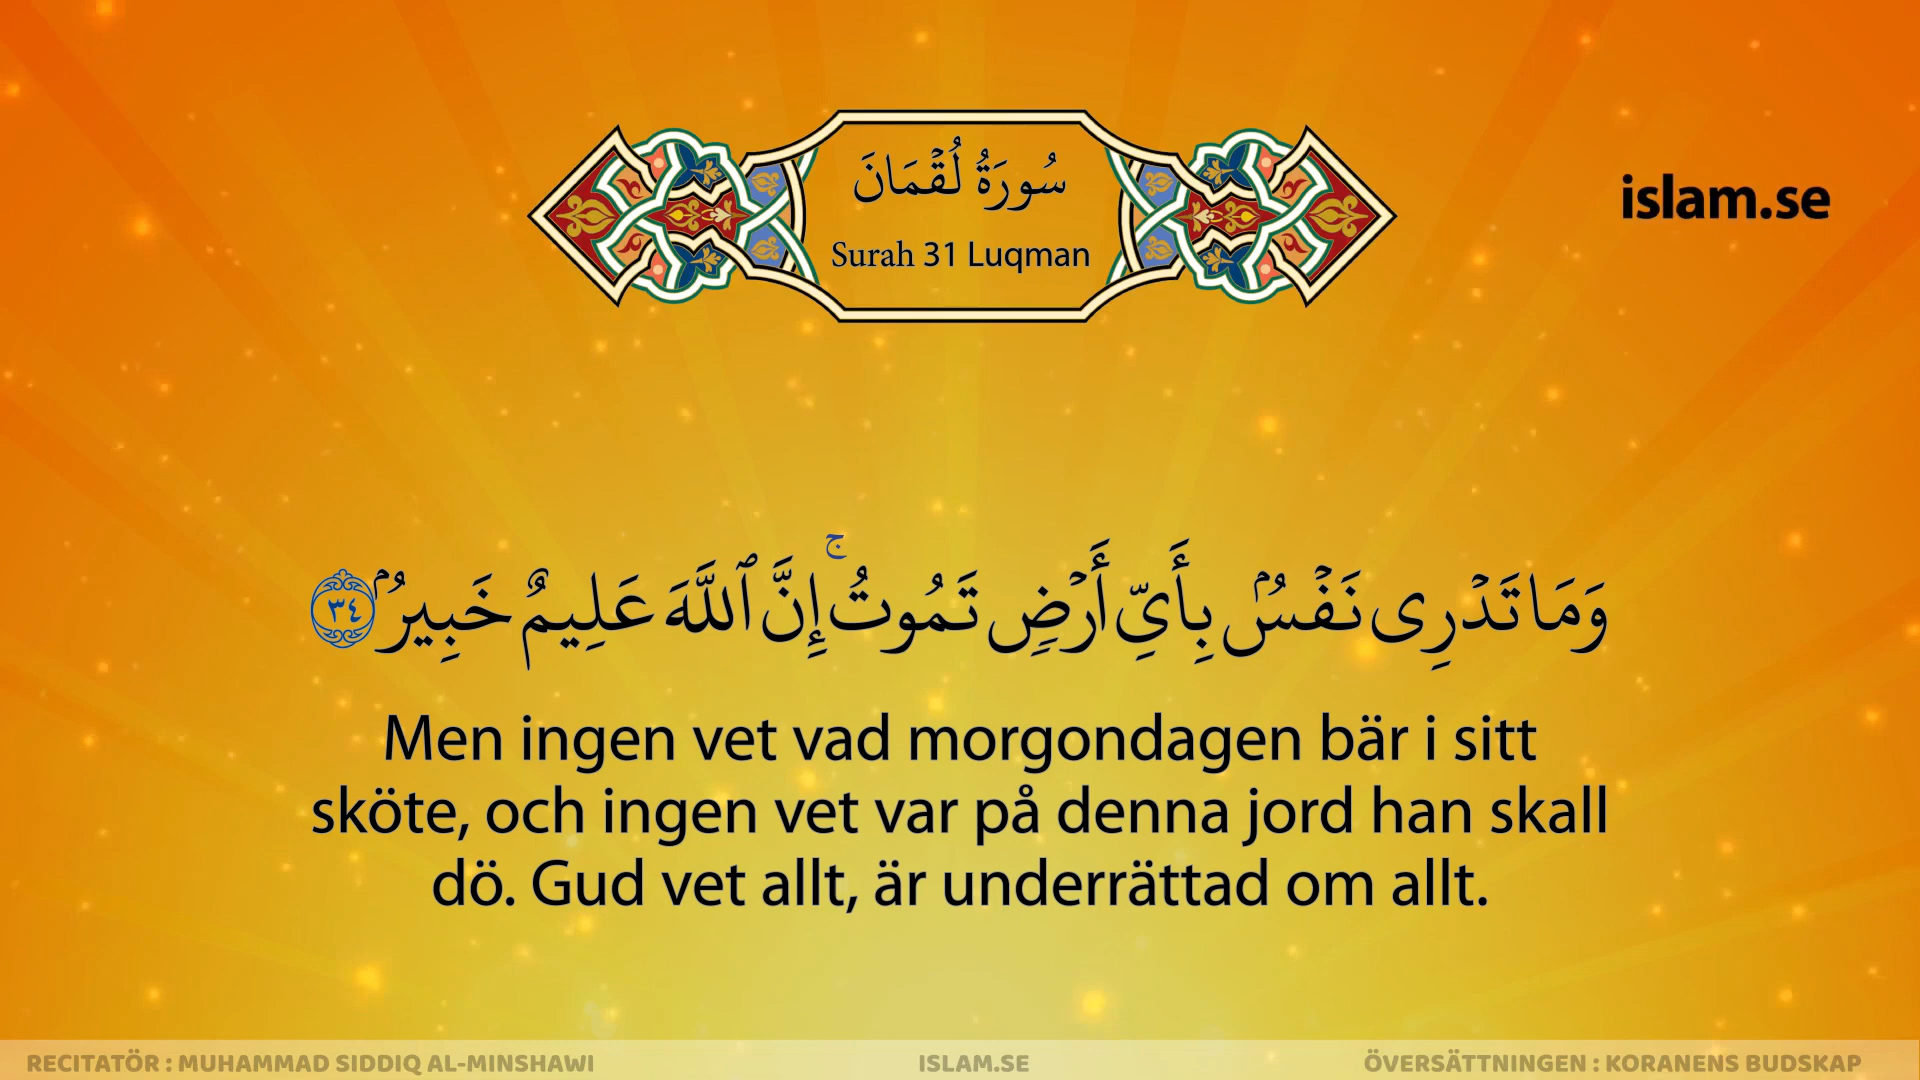 سُورَةُ لُقۡمَانَ
Surah 31 Luqman
islam.se
وَمَا تَدۡرِى نَفۡسُۢ بِأَىِّ أَرۡضٖ تَمُوتُۚ إِنَّ ٱللَّهَ عَلِيمٌ خَبِيرُۢ ٣٤
Men ingen vet vad morgondagen bär i sitt
sköte, och ingen vet var på denna jord han skall
dö. Gud vet allt, är underrättad om allt.
RECITATÖR : MUHAMMAD SIDDIQ AL-MINSHAWI
ISLAM.SE
ÖVERSÄTTNINGEN : KORANENS BUDSKAP